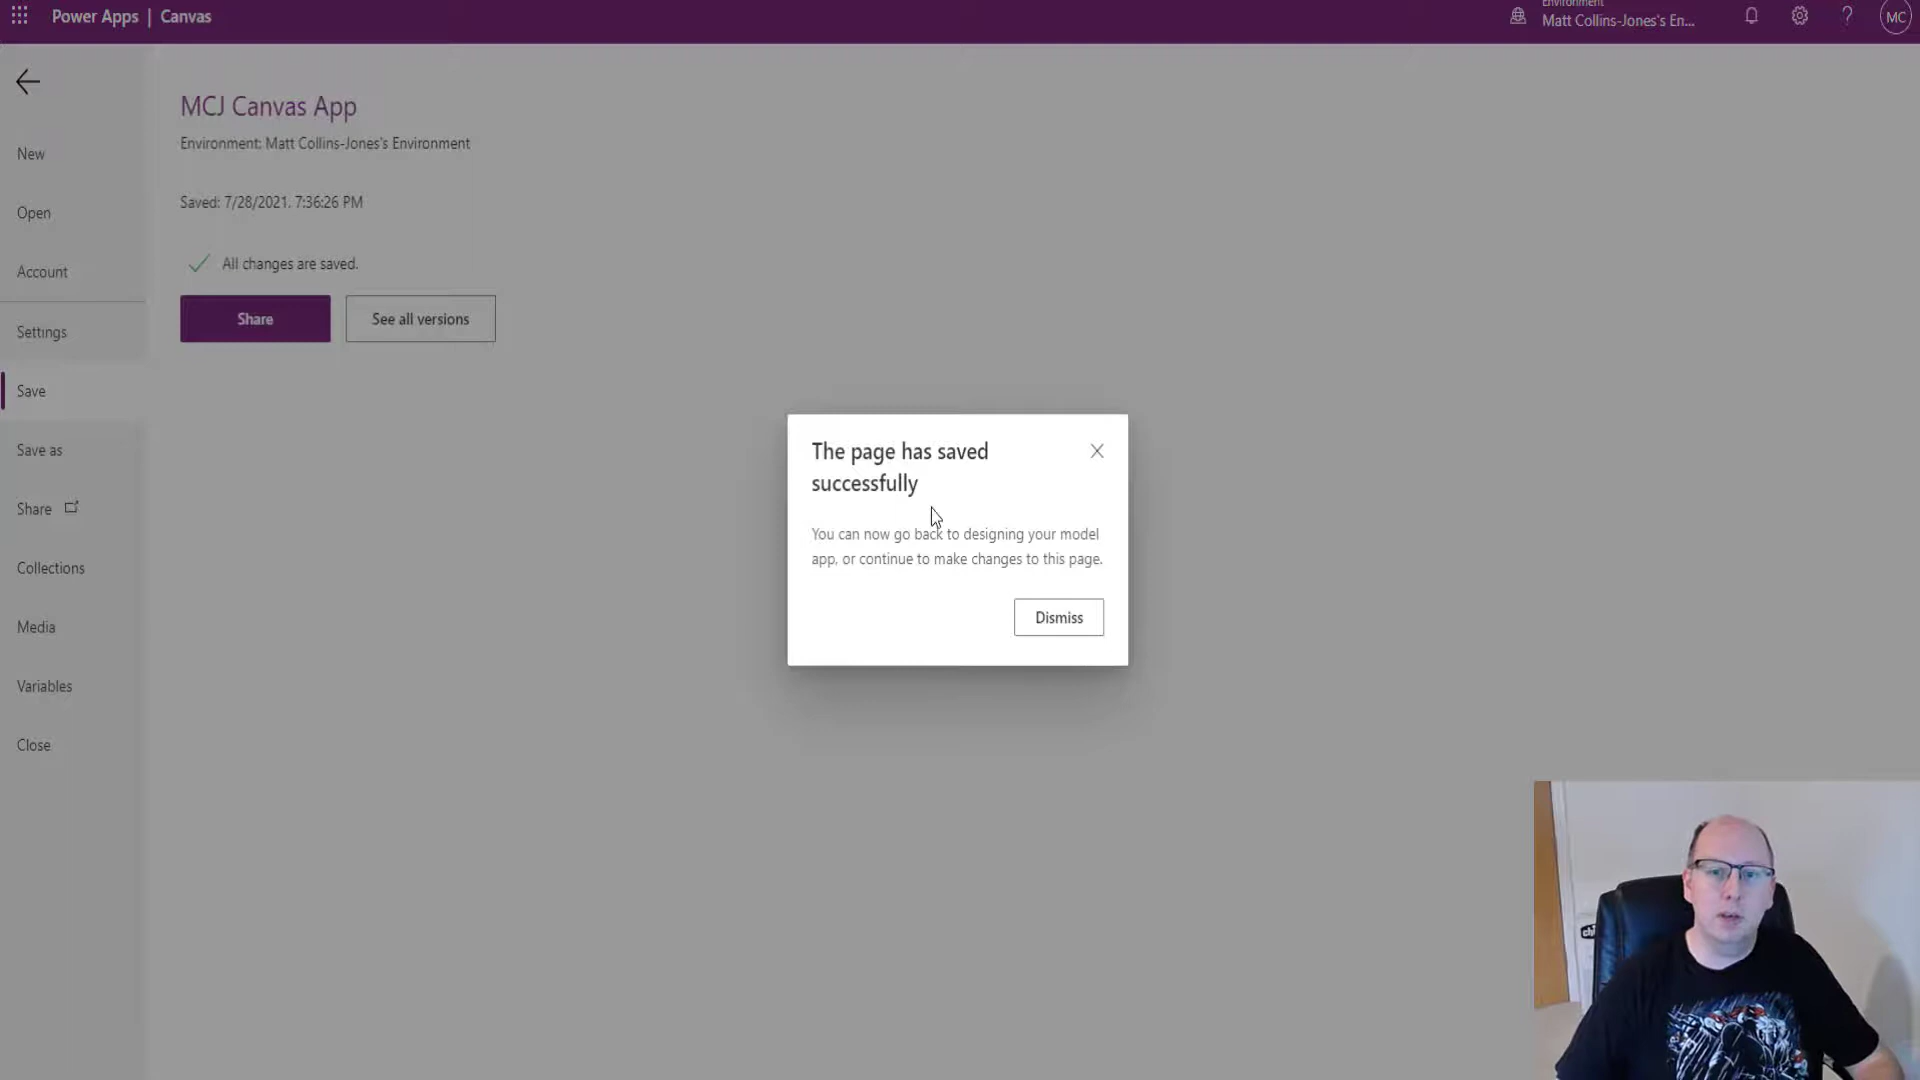 Power Apps | Canvas
Environment
Matt Collins-Jones's En...
?
MC
MCJ Canvas App
Environment: Matt Collins-Jones's Environment
Saved: 7/28/2021. 7:36:26 PM
All changes are saved.
Share
See all versions
New
Open
Account
Settings
Save
Save as
Share
Collections
Media
Variables
Close
The page has saved
successfully
You can now go back to designing your model
app, or continue to make changes to this page.
Dismiss